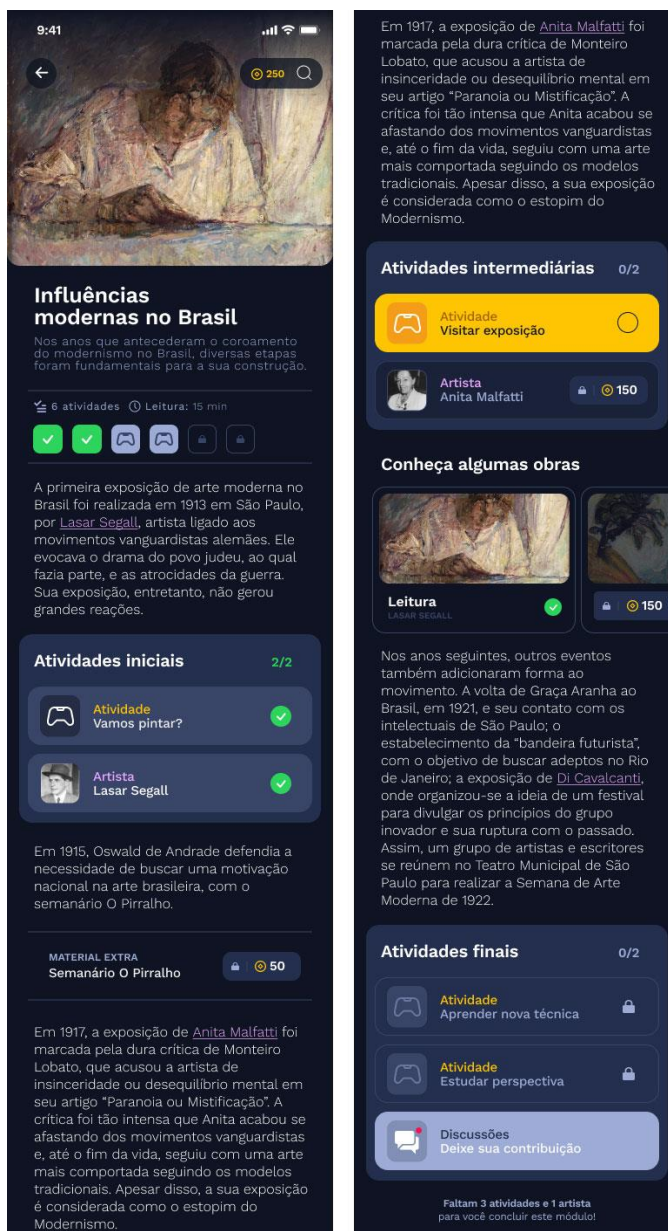 9:41
250
Influências
modernas no Brasil
Nos anos que antecederam o coroamento
do modernismo no Brasil, diversas etapas
foram fundamentais para a sua construção.
6 atividades Leitura: 15 min
A primeira exposição de arte moderna no
Brasil foi realizada em 1913 em São Paulo,
por Lasar Segall, artista ligado aos
movimentos vanguardistas alemães. Ele
evocava o drama do povo judeu, ao qual
fazia parte, e as atrocidades da guerra.
Sua exposição, entretanto, não gerou
grandes reações.
Atividades iniciais 2/2
Atividade
Vamos pintar?
Artista
Lasar Segall
Em 1915, Oswald de Andrade defendia a
necessidade de buscar uma motivação
nacional na arte brasileira, com o
semanário O Pirralho.
MATERIAL EXTRA
Semanário O Pirralho
50
Em 1917, a exposição de Anita Malfatti foi
marcada pela dura crítica de Monteiro
Lobato, que acusou a artista de
insinceridade ou desequilíbrio mental em
seu artigo “Paranoia ou Mistificação”. A
crítica foi tão intensa que Anita acabou se
afastando dos movimentos vanguardistas
e, até o fim da vida, seguiu com uma arte
mais comportada seguindo os modelos
tradicionais. Apesar disso, a sua exposição
é considerada como o estopim do
Modernismo.
Em 1917, a exposição de Anita Malfatti foi
marcada pela dura crítica de Monteiro
Lobato, que acusou a artista de
insinceridade ou desequilíbrio mental em
seu artigo “Paranoia ou Mistificação”. A
crítica foi tão intensa que Anita acabou se
afastando dos movimentos vanguardistas
e, até o fim da vida, seguiu com uma arte
mais comportada seguindo os modelos
tradicionais. Apesar disso, a sua exposição
é considerada como o estopim do
Modernismo.
Atividades intermediárias 0/2
Atividade
Visitar exposição
Artista
Anita Malfatti
150
Conheça algumas obras
Leitura
LASAR SEGALL
150
Nos anos seguintes, outros eventos
também adicionaram forma ao
movimento. A volta de Graça Aranha ao
Brasil, em 1921, e seu contato com os
intelectuais de São Paulo; o
estabelecimento da “bandeira futurista”,
com o objetivo de buscar adeptos no Rio
de Janeiro; a exposição de Di Cavalcanti,
onde organizou-se a ideia de um festival
para divulgar os princípios do grupo
inovador e sua ruptura com o passado.
Assim, um grupo de artistas e escritores
se reúnem no Teatro Municipal de São
Paulo para realizar a Semana de Arte
Moderna de 1922.
Atividades finais 0/2
Atividade
Aprender nova técnica
Atividade
Estudar perspectiva
Discussões
Deixe sua contribuição
Faltam 3 atividades e 1 artista
para você concluir este módulo!